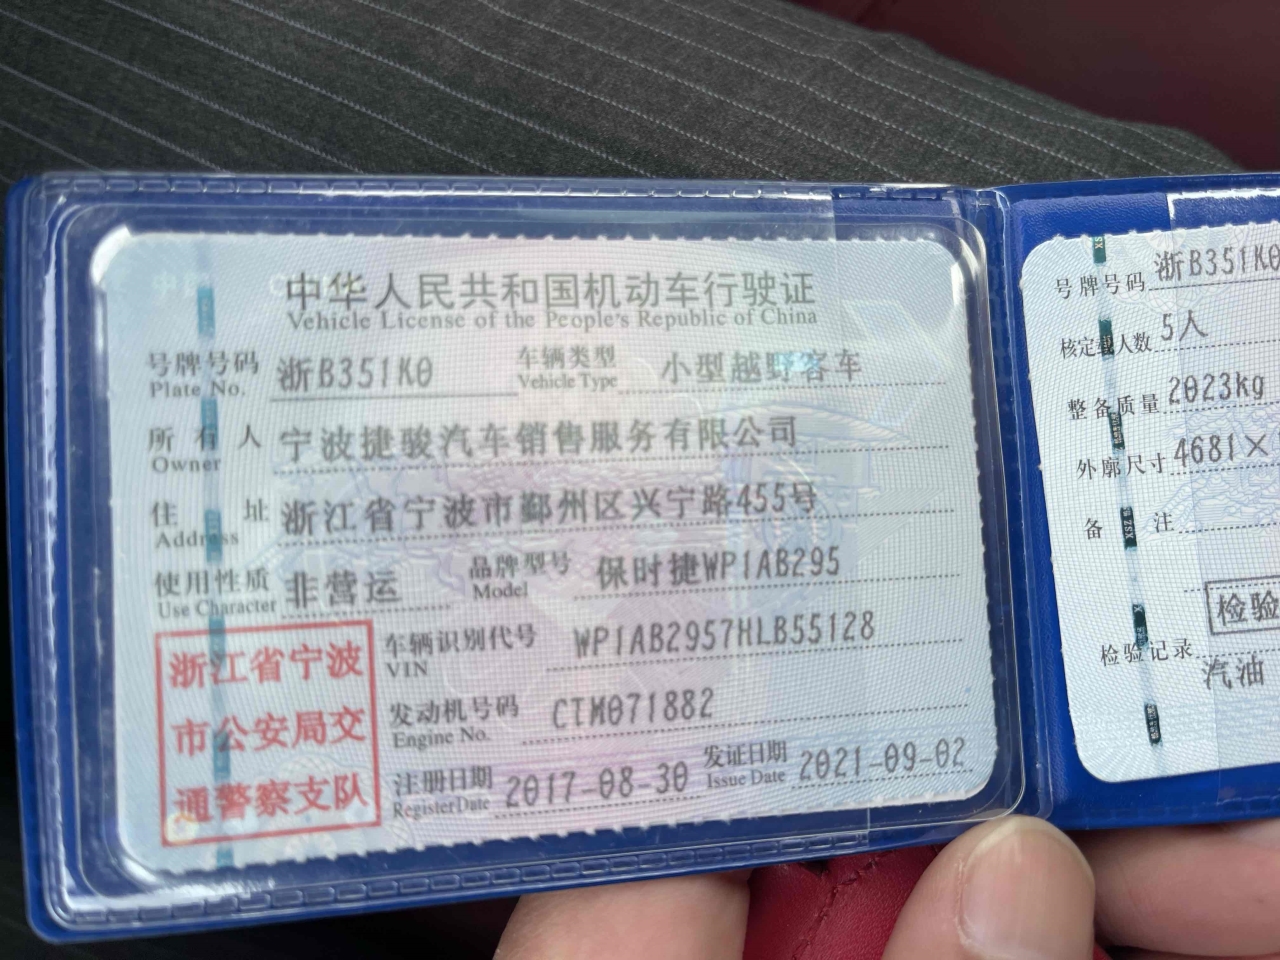 中华人民共和国机动车行驶证
Vehicle License of the People's Republic of China
号牌号码 浙B351K0 车辆类型 小型越野客车
Plate No. Vehicle Type
所有人 宁波捷骏汽车销售服务有限公司
Owner
住址 浙江省宁波市鄞州区兴宁路455号
Address
使用性质 非营运 品牌型号 保时捷WP1AB295
Use Character Model
车辆识别代号 WP1AB2957HLB55128
VIN
发动机号码 CTM071882
Engine No.
注册日期 2017-08-30 发证日期 2021-09-02
Register Date Issue Date
浙江省宁波
市公安局交
通警察支队
号牌号码 浙B351K0
核定载人数 5人
整备质量 2023kg
外廓尺寸 4681×
备注
检验
检验记录
汽油